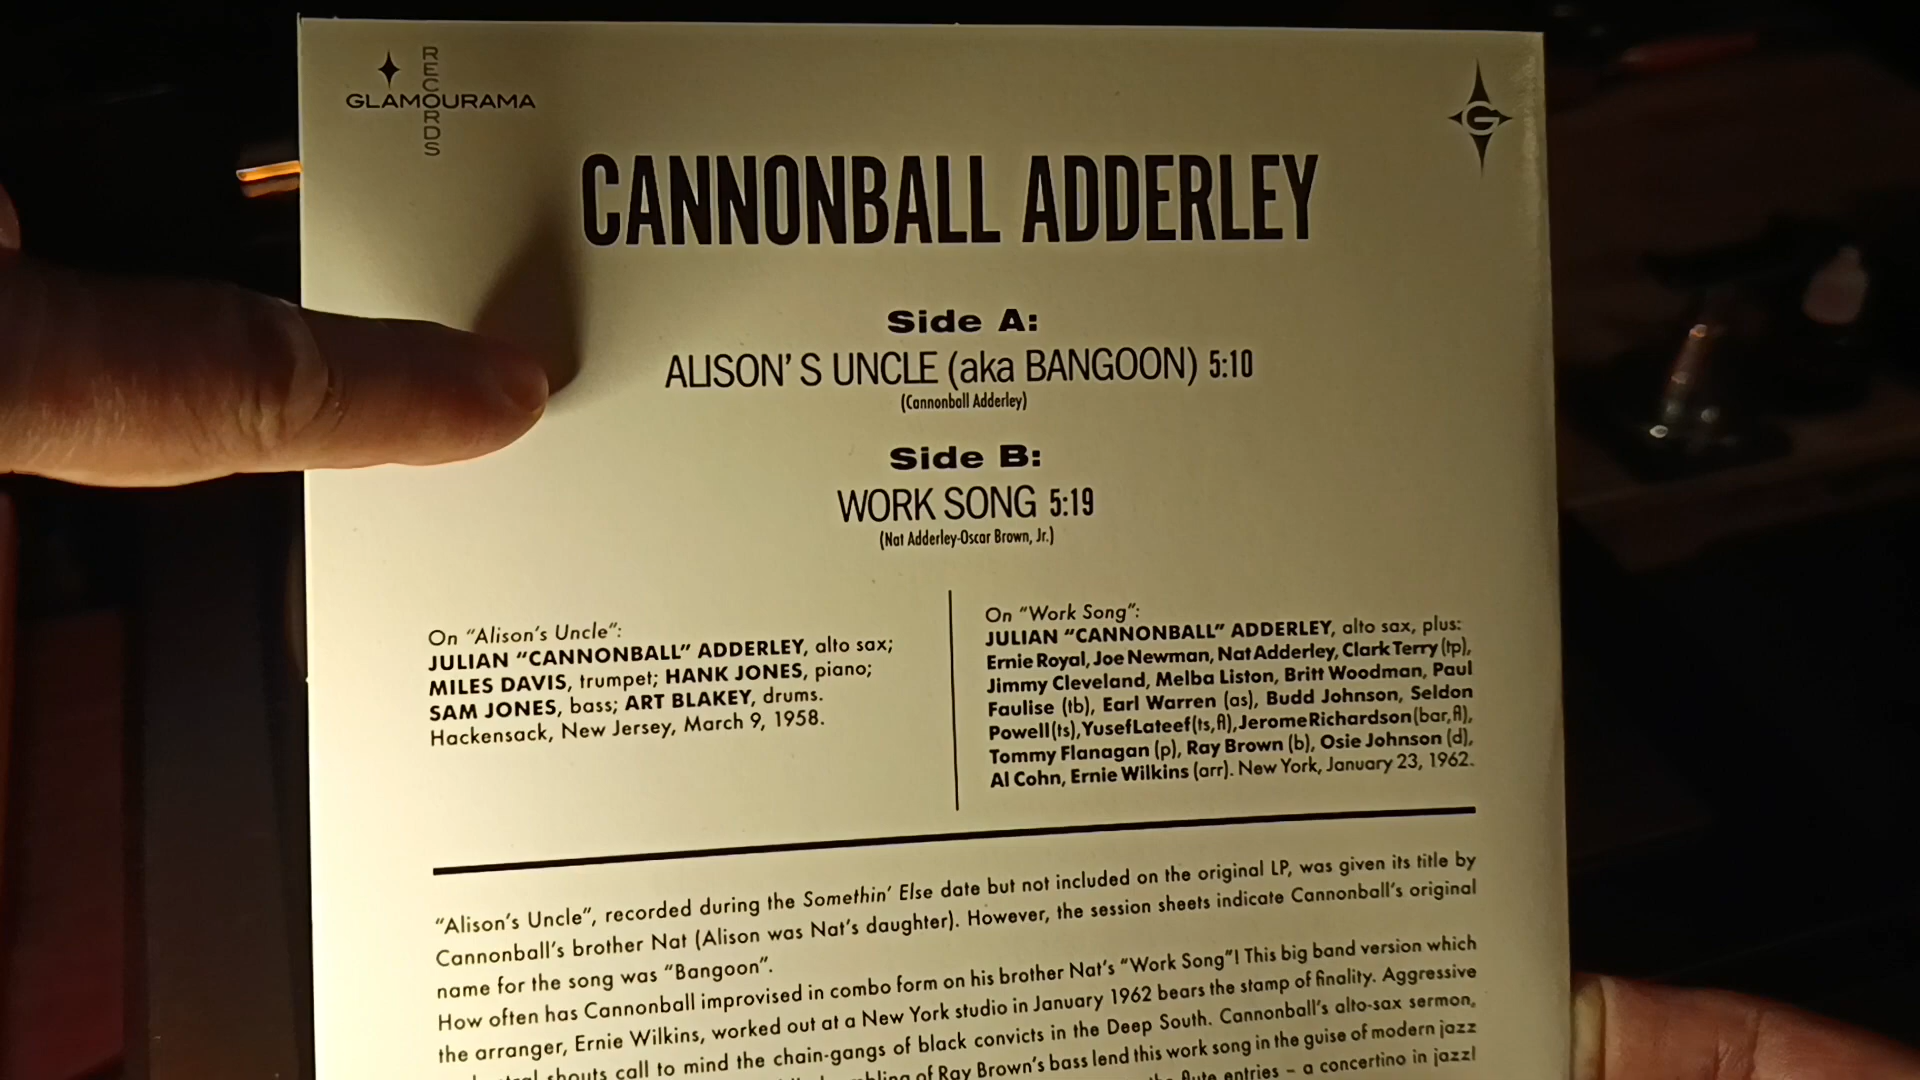 RECORDS
GLAMOURAMA
G
CANNONBALL ADDERLEY
Side A:
ALISON' S UNCLE (aka BANGOON) 5:10
(Cannonball Adderley)
Side B:
WORK SONG 5:19
(Nat Adderley-Oscar Brown, Jr.)
On "Alison's Uncle":
JULIAN "CANNONBALL" ADDERLEY, alto sax;
MILES DAVIS, trumpet; HANK JONES, piano;
SAM JONES, bass; ART BLAKEY, drums.
Hackensack, New Jersey, March 9, 1958.
On "Work Song":
JULIAN "CANNONBALL" ADDERLEY, alto sax, plus:
Ernie Royal, Joe Newman, Nat Adderley, Clark Terry (tp),
Jimmy Cleveland, Melba Liston, Britt Woodman, Paul
Faulise (tb), Earl Warren (as), Budd Johnson, Seldon
Powell (ts), Yusef Lateef (ts, fl), Jerome Richardson (bar, fl),
Tommy Flanagan (p), Ray Brown (b), Osie Johnson (d),
Al Cohn, Ernie Wilkins (arr). New York, January 23, 1962.
"Alison's Uncle", recorded during the Somethin' Else date but not included on the original LP, was given its title by
Cannonball's brother Nat (Alison was Nat's daughter). However, the session sheets indicate Cannonball's original
name for the song was "Bangoon".
How often has Cannonball improvised in combo form on his brother Nat's "Work Song"! This big band version which
the arranger, Ernie Wilkins, worked out at a New York studio in January 1962 bears the stamp of finality. Aggressive
shouts call to mind the chain-gangs of black convicts in the Deep South. Cannonball's alto-sax sermon,
of Ray Brown's bass lend this work song in the guise of modern jazz
flute entries – a concertino in jazz!